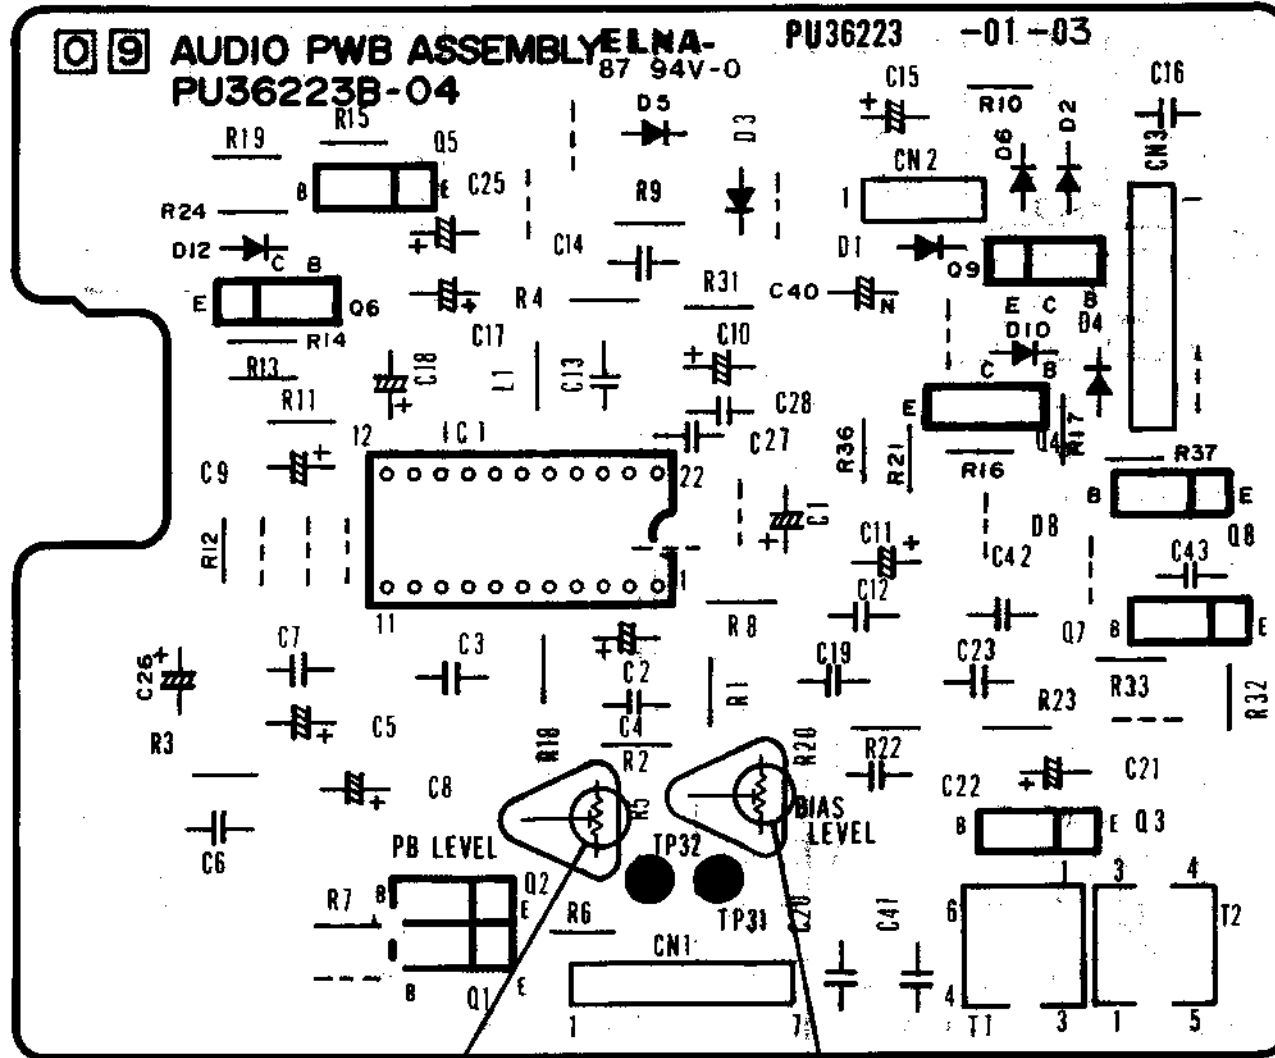 09 AUDIO PWB ASSEMBLY ELNA- PU36223 -01-03
PU36223B-04 87 94V-0
C15
C16
R10
D5
D3
D6
D2
R15
R19
Q5
CN2
CN3
B
E
C25
R9
1
R24
D12
C14
D1
Q9
C
B
E
Q6
R4
R31
C40
N
E
C
B
D4
D10
R14
C17
C10
R13
C18
L1
C13
C
B
R11
C28
E
12
IC1
C27
R36
R21
Q4
R17
R16
R37
C9
22
B
E
C1
D8
Q8
R12
C11
C42
C43
1
C12
11
R8
Q7
B
E
C7
C3
C19
C23
C26
C2
R1
R33
R32
R3
C5
C4
R23
R18
R2
R20
R22
C21
C8
C22
R5
BIAS
LEVEL
B
E
Q3
PB LEVEL
TP32
C6
1
3
4
Q2
B
E
R7
R6
TP31
C20
C41
6
T2
CN1
B
Q1
E
4
1
7
T1
3
1
5